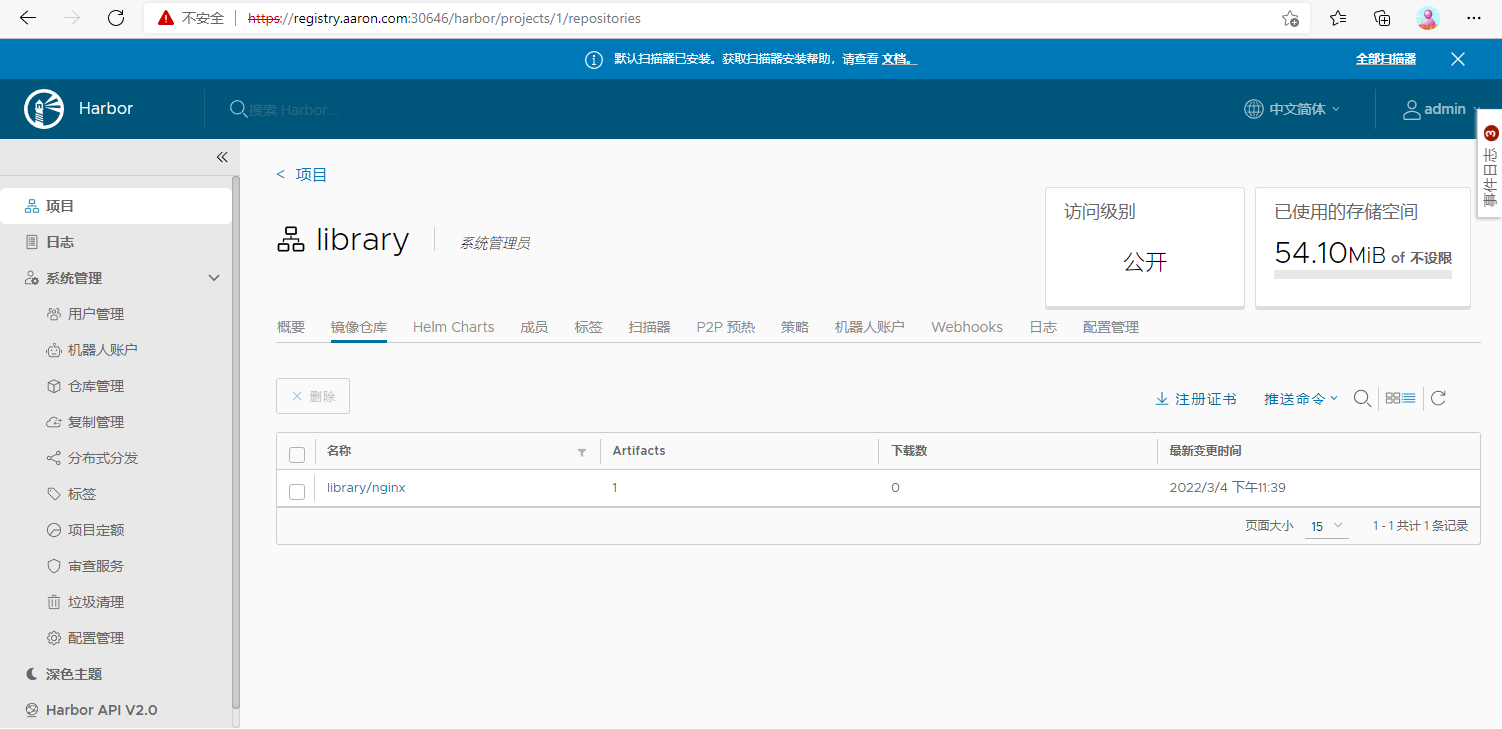 不安全 https://registry.aaron.com:30646/harbor/projects/1/repositories
默认扫描器已安装。获取扫描器安装帮助，请查看 文档。 全部扫描器
Harbor 搜索 Harbor... 中文简体 admin
3 事件日志
项目
日志
系统管理
用户管理
机器人账户
仓库管理
复制管理
分布式分发
标签
项目定额
审查服务
垃圾清理
配置管理
深色主题
Harbor API V2.0
< 项目
library 系统管理员
访问级别
公开
已使用的存储空间
54.10MiB of 不设限
概要 镜像仓库 Helm Charts 成员 标签 扫描器 P2P 预热 策略 机器人账户 Webhooks 日志 配置管理
删除 注册证书 推送命令
名称 Artifacts 下载数 最新变更时间
library/nginx 1 0 2022/3/4 下午11:39
页面大小 15 1 - 1 共计 1 条记录